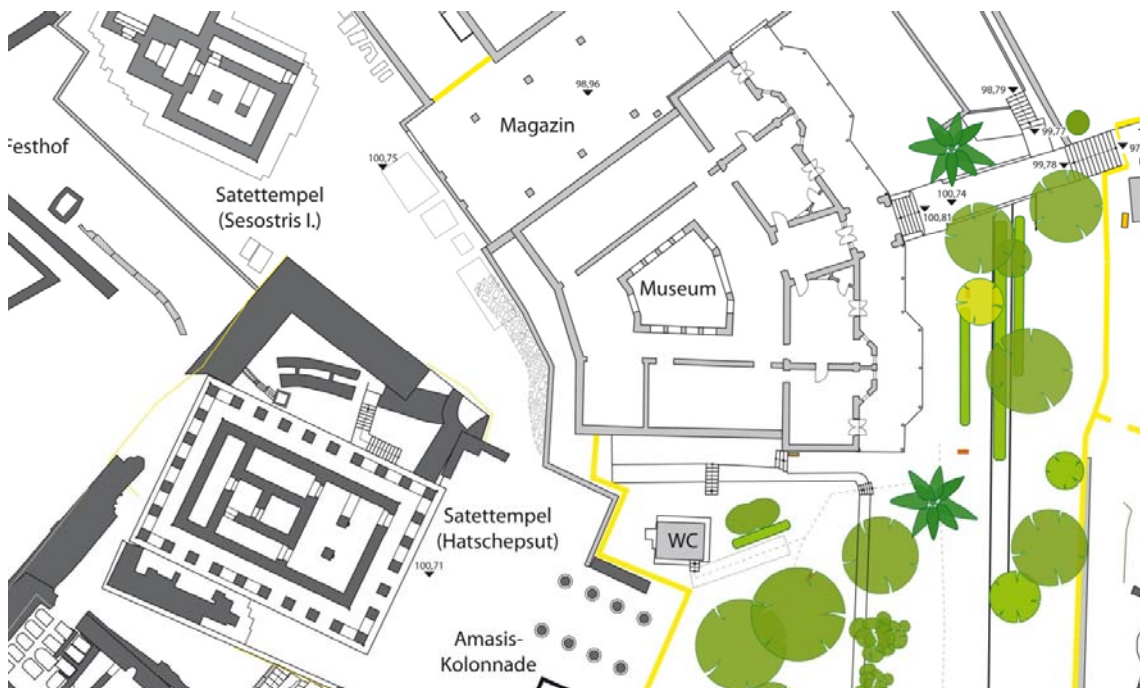 98,96
Magazin
98,79
99,77
Festhof
100,75
99,78
97
Satettempel
(Sesostris I.)
100,74
100,81
Museum
Satettempel
(Hatschepsut)
WC
100,71
Amasis-
Kolonnade